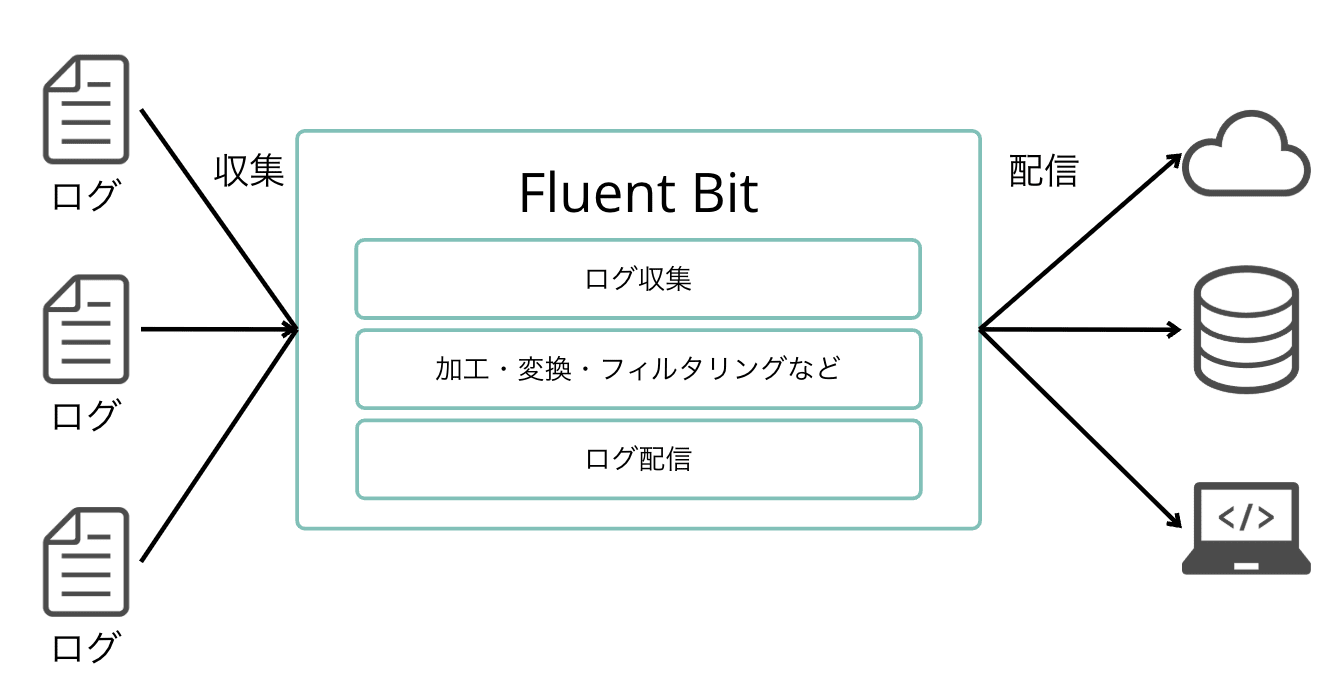 ログ
収集
ログ
ログ
Fluent Bit
ログ収集
加工・変換・フィルタリングなど
ログ配信
配信
</>